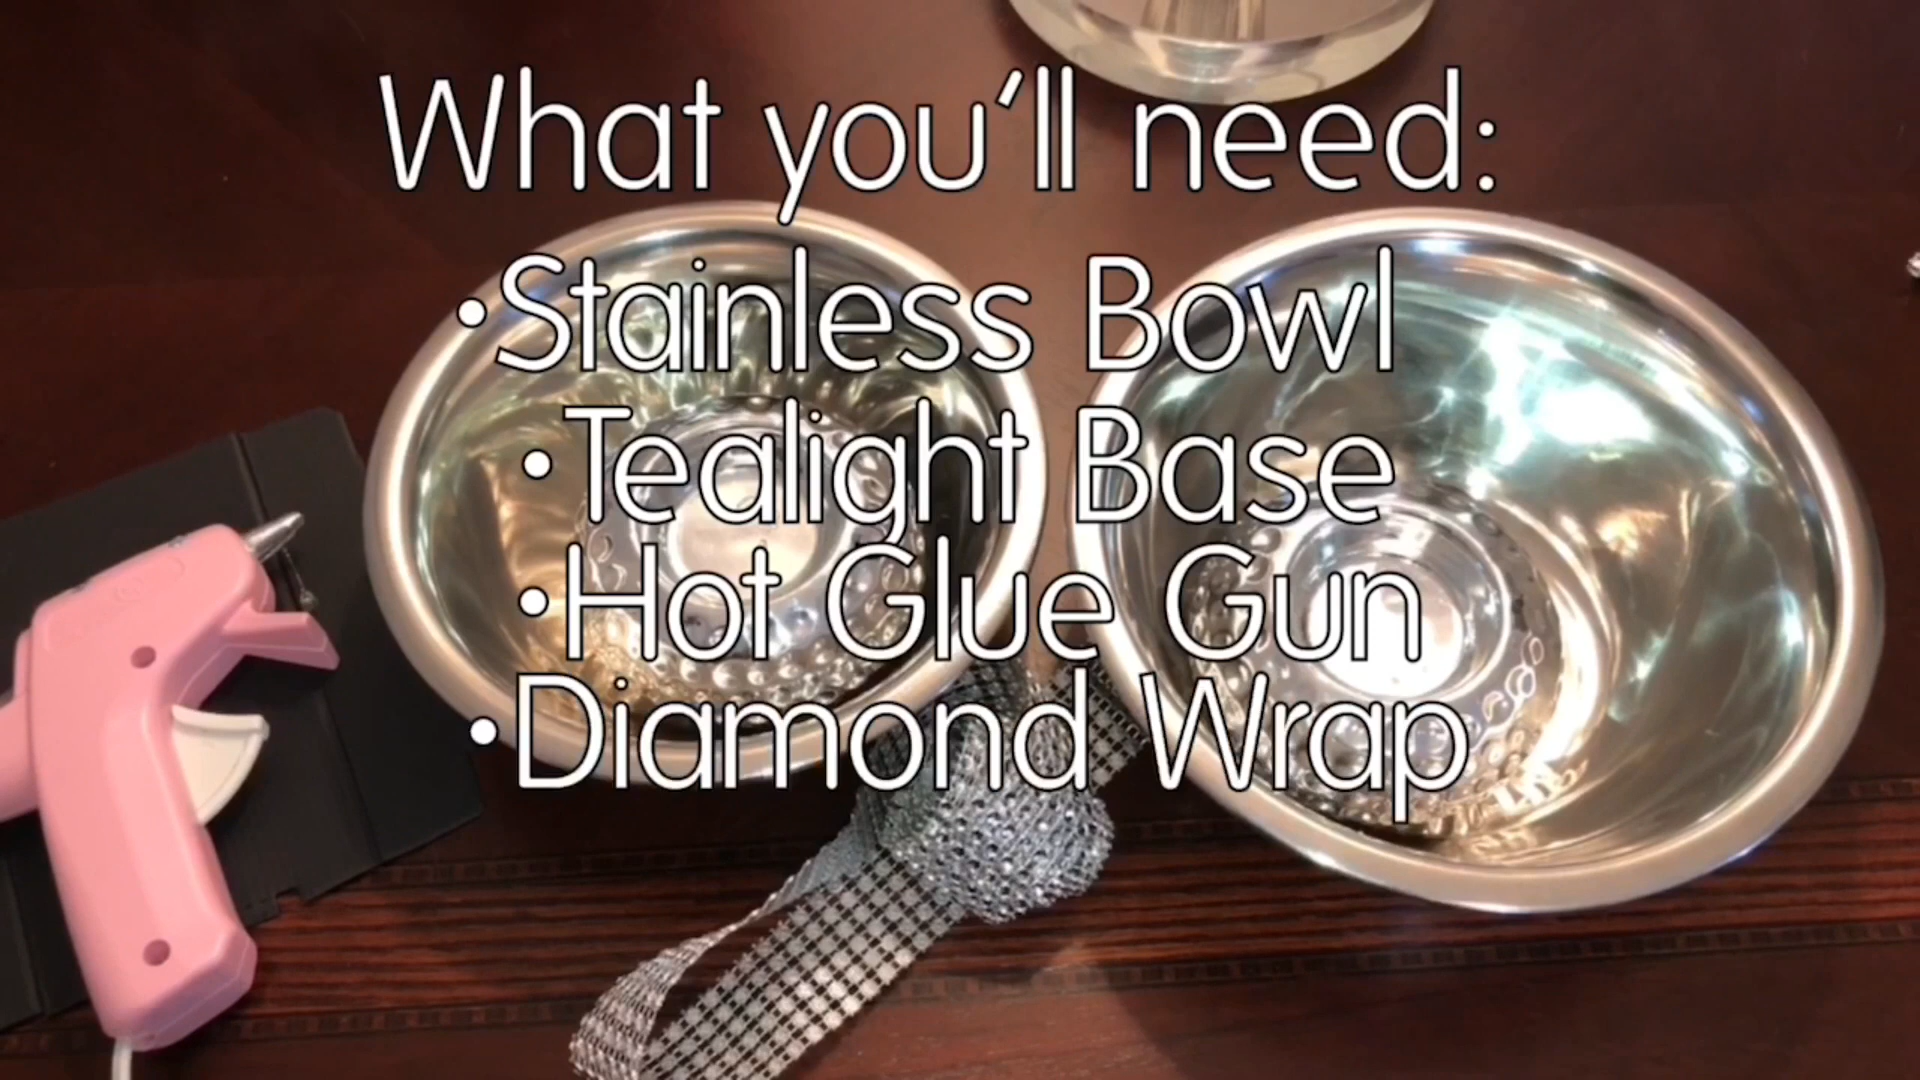 What you'll need:
•Stainless Bowl
•Tealight Base
•Hot Glue Gun
•Diamond Wrap